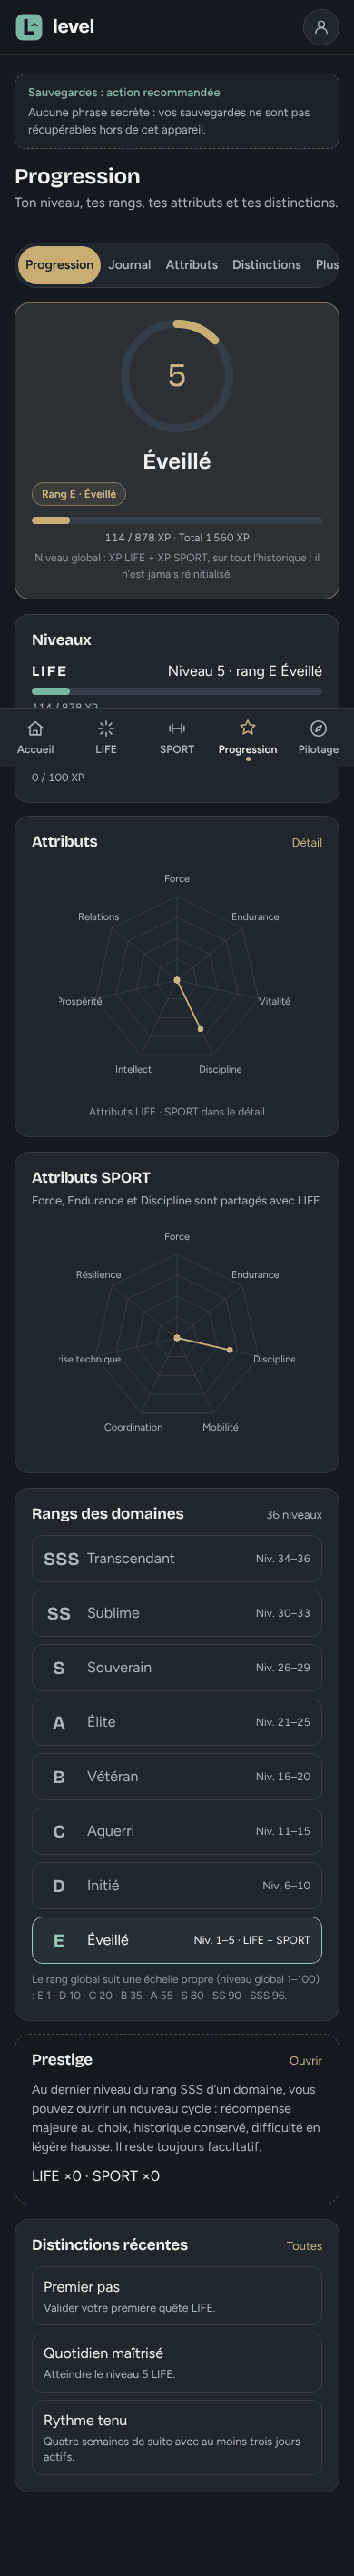 level
Sauvegardes : action recommandée
Aucune phrase secrète : vos sauvegardes ne sont pas
récupérables hors de cet appareil.
Progression
Ton niveau, tes rangs, tes attributs et tes distinctions.
Progression Journal Attributs Distinctions Plus
5
Éveillé
Rang E · Éveillé
114 / 878 XP · Total 1 560 XP
Niveau global : XP LIFE + XP SPORT, sur tout l'historique ; il
n'est jamais réinitialisé.
Niveaux
LIFE Niveau 5 · rang E Éveillé
114 / 878 XP
Accueil LIFE SPORT Progression Pilotage
0 / 100 XP
Attributs Détail
Force
Relations Endurance
Prospérité Vitalité
Intellect Discipline
Attributs LIFE · SPORT dans le détail
Attributs SPORT
Force, Endurance et Discipline sont partagés avec LIFE
Force
Résilience Endurance
rise technique Discipline
Coordination Mobilité
Rangs des domaines 36 niveaux
SSS Transcendant Niv. 34–36
SS Sublime Niv. 30–33
S Souverain Niv. 26–29
A Élite Niv. 21–25
B Vétéran Niv. 16–20
C Aguerri Niv. 11–15
D Initié Niv. 6–10
E Éveillé Niv. 1–5 · LIFE + SPORT
Le rang global suit une échelle propre (niveau global 1–100)
: E 1 · D 10 · C 20 · B 35 · A 55 · S 80 · SS 90 · SSS 96.
Prestige Ouvrir
Au dernier niveau du rang SSS d'un domaine, vous
pouvez ouvrir un nouveau cycle : récompense
majeure au choix, historique conservé, difficulté en
légère hausse. Il reste toujours facultatif.
LIFE ×0 · SPORT ×0
Distinctions récentes Toutes
Premier pas
Valider votre première quête LIFE.
Quotidien maîtrisé
Atteindre le niveau 5 LIFE.
Rythme tenu
Quatre semaines de suite avec au moins trois jours
actifs.